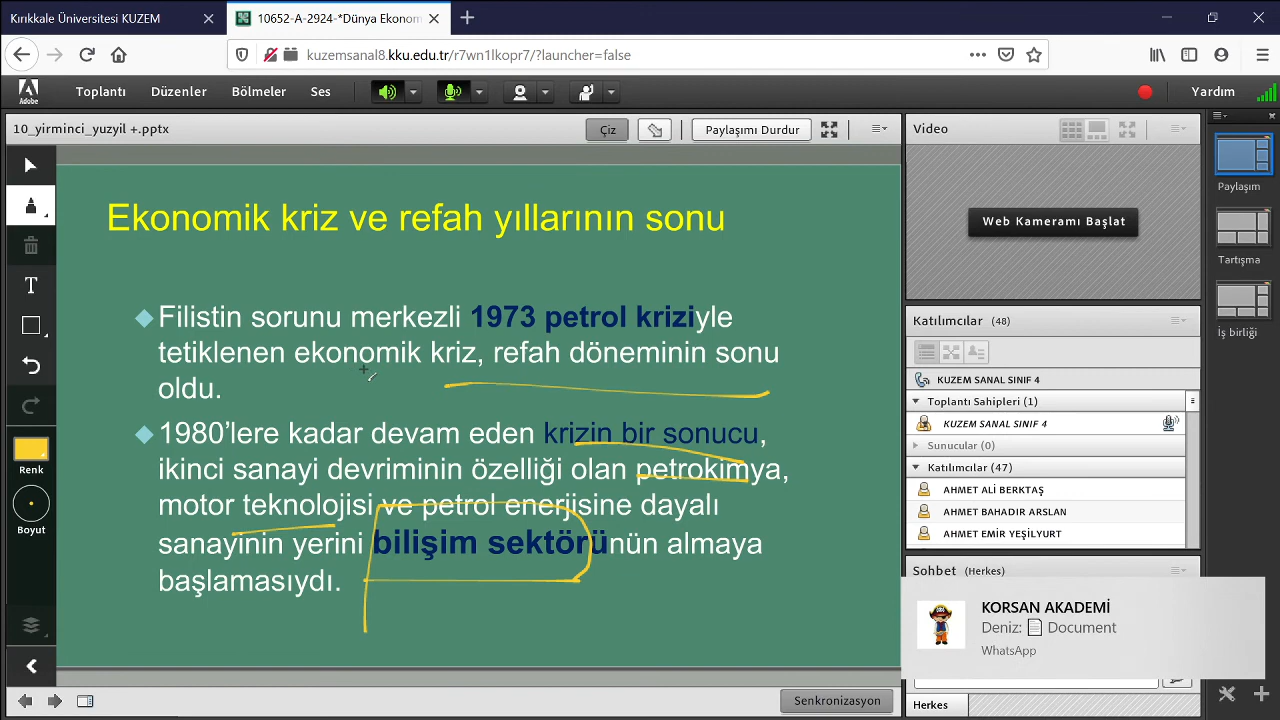 Kırıkkale Üniversitesi KUZEM
10652-A-2924-*Dünya Ekonom
kuzemsanal8.kku.edu.tr/r7wn1lkopr7/?launcher=false
Adobe
Toplantı
Düzenler
Bölmeler
Ses
Yardım
10_yirminci_yuzyil +.pptx
Çiz
Paylaşımı Durdur
Ekonomik kriz ve refah yıllarının sonu
Filistin sorunu merkezli 1973 petrol kriziyle
tetiklenen ekonomik kriz, refah döneminin sonu
oldu.
1980’lere kadar devam eden krizin bir sonucu,
ikinci sanayi devriminin özelliği olan petrokimya,
motor teknolojisi ve petrol enerjisine dayalı
sanayinin yerini bilişim sektörünün almaya
başlamasıydı.
T
Renk
Boyut
Senkronizasyon
Video
Web Kameramı Başlat
Katılımcılar (48)
KUZEM SANAL SINIF 4
Toplantı Sahipleri (1)
KUZEM SANAL SINIF 4
Sunucular (0)
Katılımcılar (47)
AHMET ALİ BERKTAŞ
AHMET BAHADIR ARSLAN
AHMET EMİR YEŞİLYURT
Sohbet (Herkes)
KORSAN AKADEMİ
Deniz: Document
WhatsApp
Herkes
Paylaşım
Tartışma
İş birliği